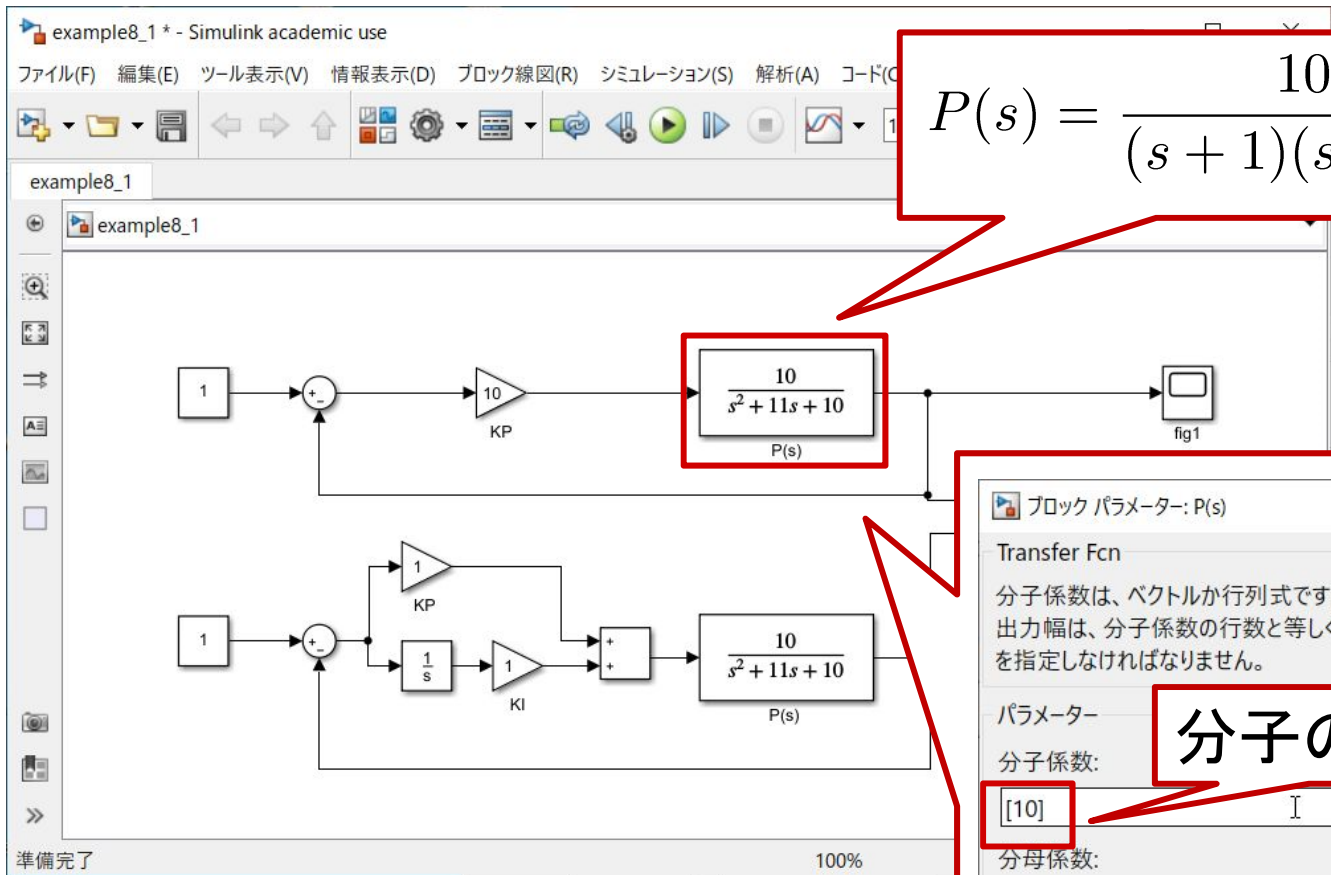 example8_1 * - Simulink academic use
ファイル(F) 編集(E) ツール表示(V) 情報表示(D) ブロック線図(R) シミュレーション(S) 解析(A) コード(C
P(s) = 10 / (s + 1)(s
example8_1
example8_1
1
+
-
10
KP
10
s² + 11s + 10
P(s)
fig1
1
+
-
1
KP
1
s
1
KI
+
+
10
s² + 11s + 10
P(s)
ブロック パラメーター: P(s)
Transfer Fcn
分子係数は、ベクトルか行列式です
出力幅は、分子係数の行数と等しく
を指定しなければなりません。
パラメーター
分子の
分子係数:
[10]
分母係数:
準備完了
100%